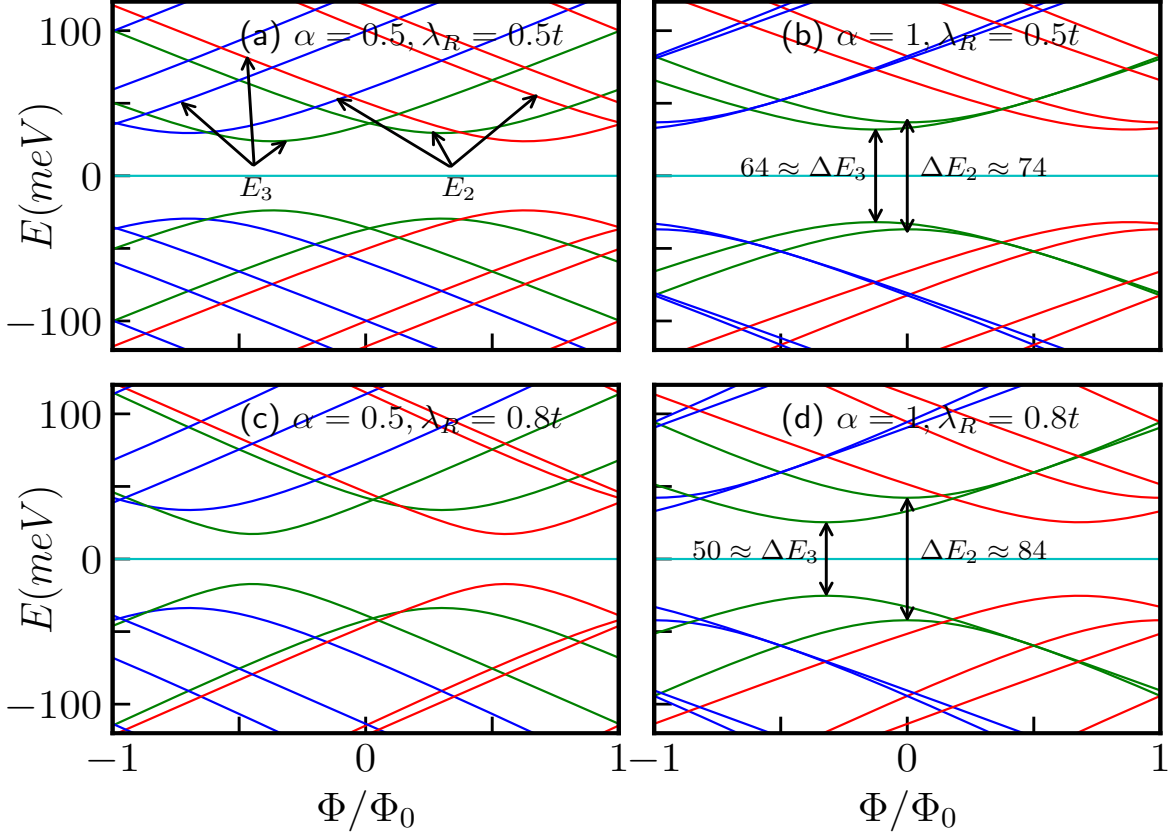 (a) α = 0.5, λ_R = 0.5t
(b) α = 1, λ_R = 0.5t
100
0
−100
E(meV)
E_3
E_2
64 ≈ ΔE_3
ΔE_2 ≈ 74
(c) α = 0.5, λ_R = 0.8t
(d) α = 1, λ_R = 0.8t
100
0
−100
E(meV)
50 ≈ ΔE_3
ΔE_2 ≈ 84
−1
0
1
−1
0
1
Φ/Φ_0
Φ/Φ_0